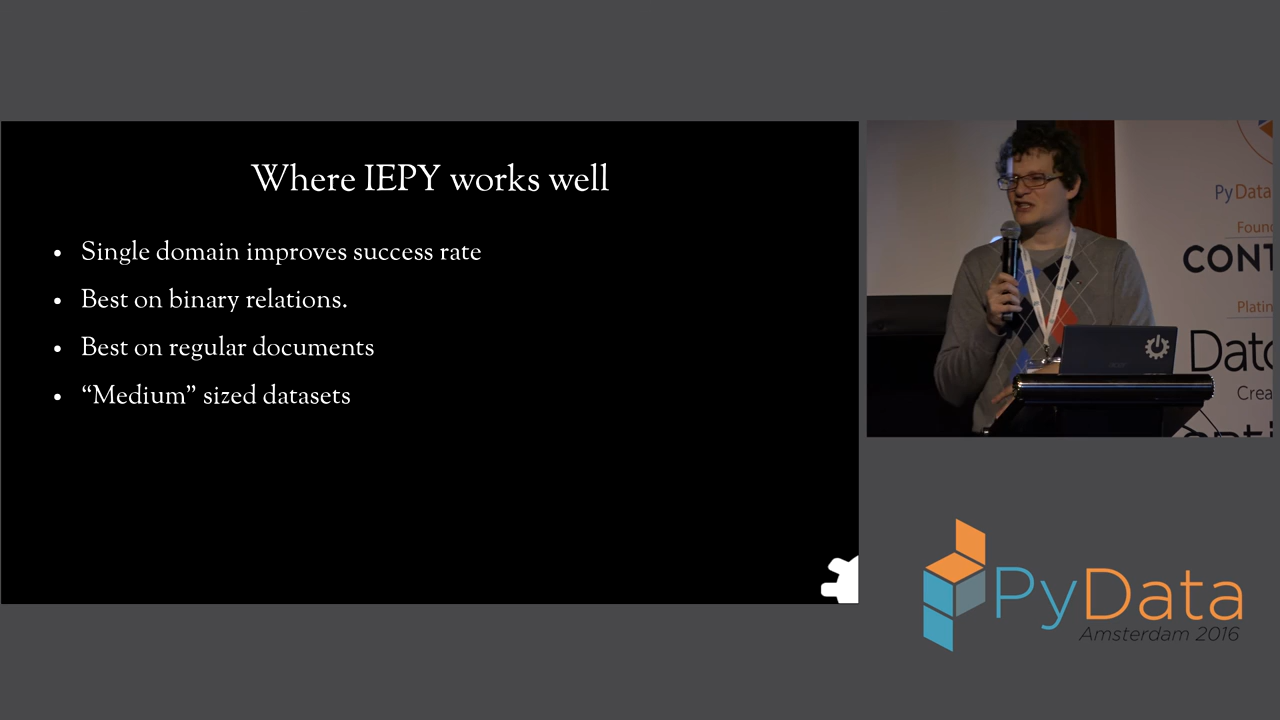 Where IEPY works well
• Single domain improves success rate
• Best on binary relations.
• Best on regular documents
• “Medium” sized datasets
PyData
Foun
CONT
Platin
Dato
Crea
PyData
Amsterdam 2016